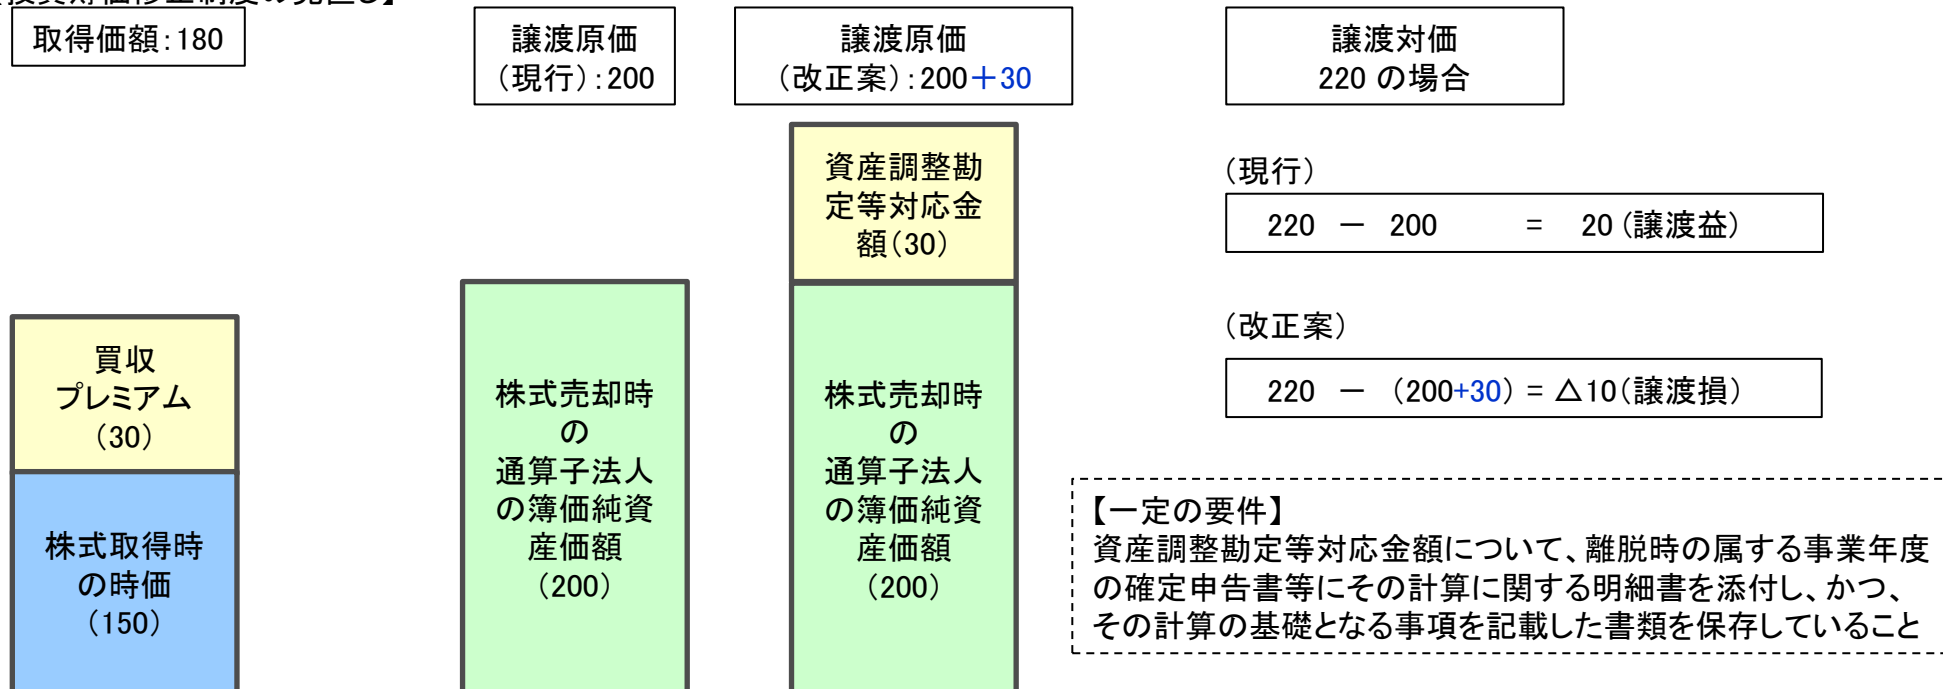 取得価額：180
譲渡原価
（現行）：200
譲渡原価
（改正案）：200＋30
譲渡対価
220 の場合
買収
プレミアム
（30）
株式取得時
の時価
（150）
株式売却時
の
通算子法人
の簿価純資
産価額
（200）
資産調整勘
定等対応金
額（30）
株式売却時
の
通算子法人
の簿価純資
産価額
（200）
（現行）
220 － 200 = 20（譲渡益）
（改正案）
220 － （200+30）= △10（譲渡損）
【一定の要件】
資産調整勘定等対応金額について、離脱時の属する事業年度
の確定申告書等にその計算に関する明細書を添付し、かつ、
その計算の基礎となる事項を記載した書類を保存していること